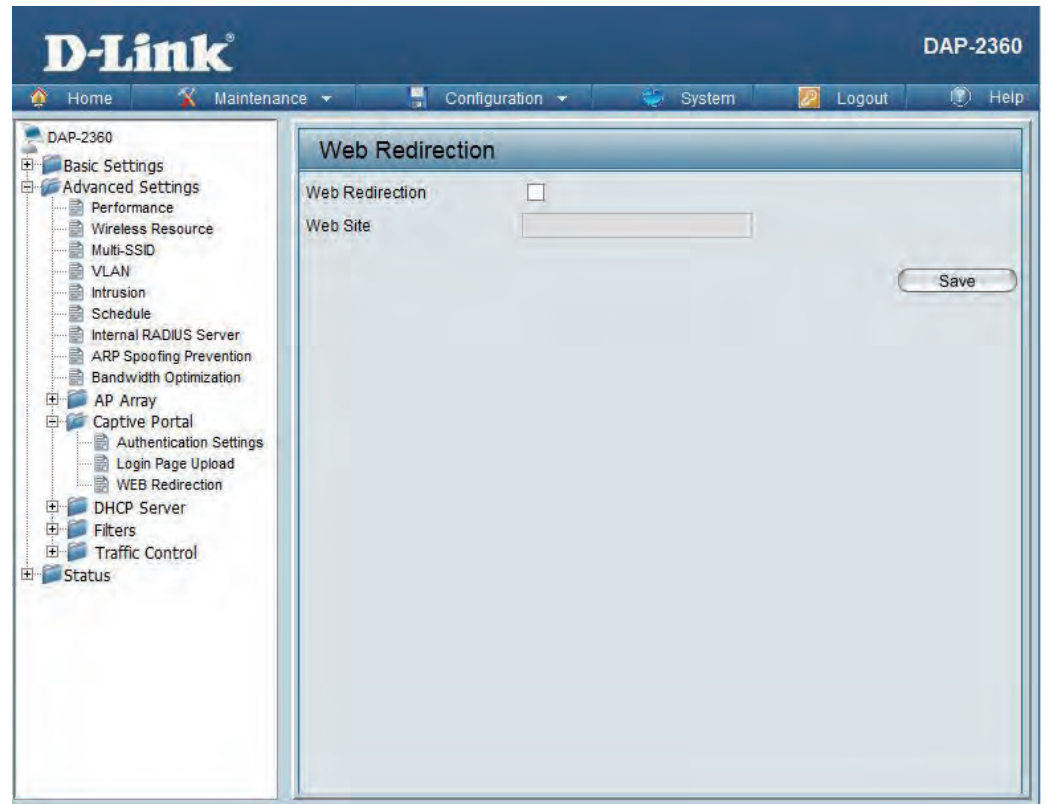 D-Link®
DAP-2360
Home Maintenance Configuration System Logout Help
DAP-2360
Basic Settings
Advanced Settings
Performance
Wireless Resource
Multi-SSID
VLAN
Intrusion
Schedule
Internal RADIUS Server
ARP Spoofing Prevention
Bandwidth Optimization
AP Array
Captive Portal
Authentication Settings
Login Page Upload
WEB Redirection
DHCP Server
Filters
Traffic Control
Status
Web Redirection
Web Redirection
Web Site
Save